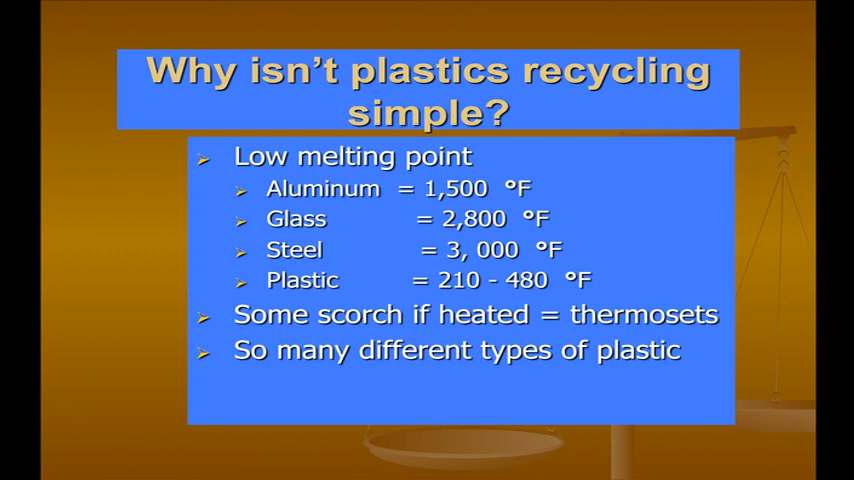 Why isn't plastics recycling
simple?
Low melting point
Aluminum = 1,500 °F
Glass = 2,800 °F
Steel = 3, 000 °F
Plastic = 210 - 480 °F
Some scorch if heated = thermosets
So many different types of plastic